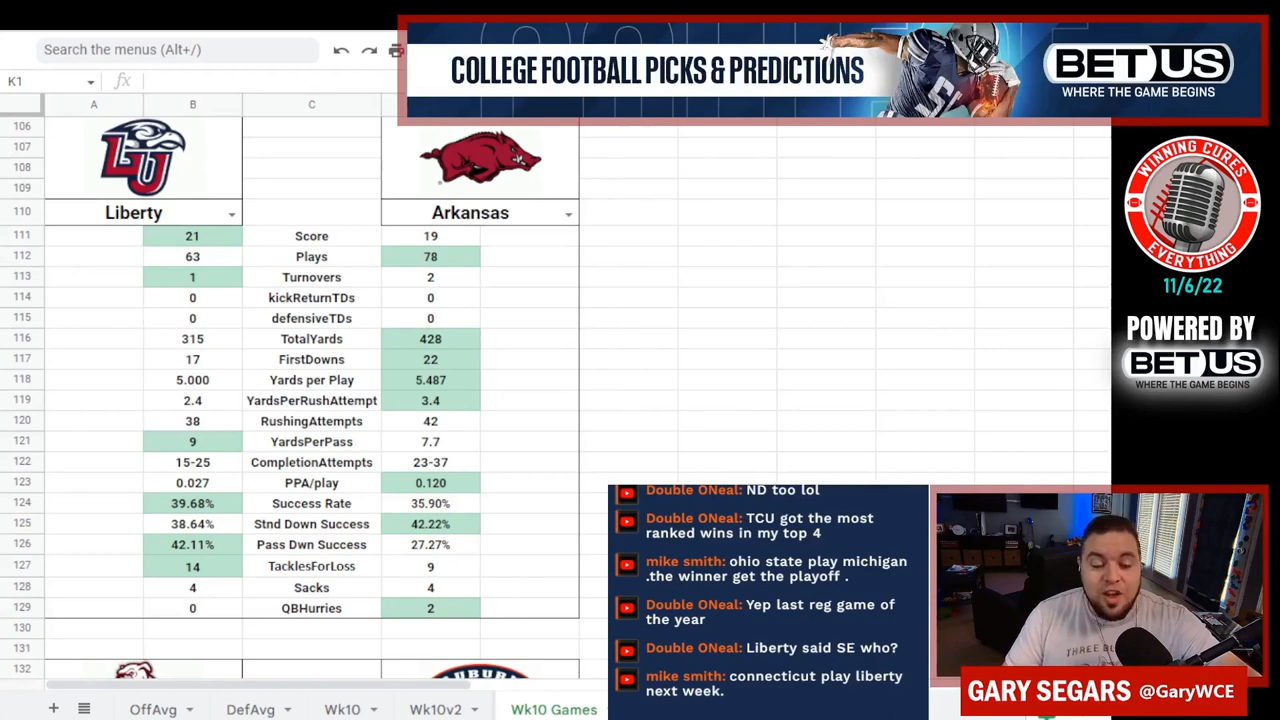 Search the menus (Alt+/)
COLLEGE FOOTBALL PICKS & PREDICTIONS
BETUS
WHERE THE GAME BEGINS
K1
fx
A B C
106
LU
107
108
109
110 Liberty Arkansas
111 21 Score 19
112 63 Plays 78
113 1 Turnovers 2
114 0 kickReturnTDs 0
115 0 defensiveTDs 0
116 315 TotalYards 428
117 17 FirstDowns 22
118 5.000 Yards per Play 5.487
119 2.4 YardsPerRushAttempt 3.4
120 38 RushingAttempts 42
121 9 YardsPerPass 7.7
122 15-25 CompletionAttempts 23-37
123 0.027 PPA/play 0.120
124 39.68% Success Rate 35.90%
125 38.64% Stnd Down Success 42.22%
126 42.11% Pass Dwn Success 27.27%
127 14 TacklesForLoss 9
128 4 Sacks 4
129 0 QBHurries 2
130
131
132
OffAvg DefAvg Wk10 Wk10v2 Wk10 Games
WINNING CURES
EVERYTHING
11/6/22
POWERED BY
BETUS
WHERE THE GAME BEGINS
Double ONeal: ND too lol
Double ONeal: TCU got the most
ranked wins in my top 4
mike smith: ohio state play michigan
.the winner get the playoff .
Double ONeal: Yep last reg game of
the year
Double ONeal: Liberty said SE who?
mike smith: connecticut play liberty
next week.
GARY SEGARS @GaryWCE